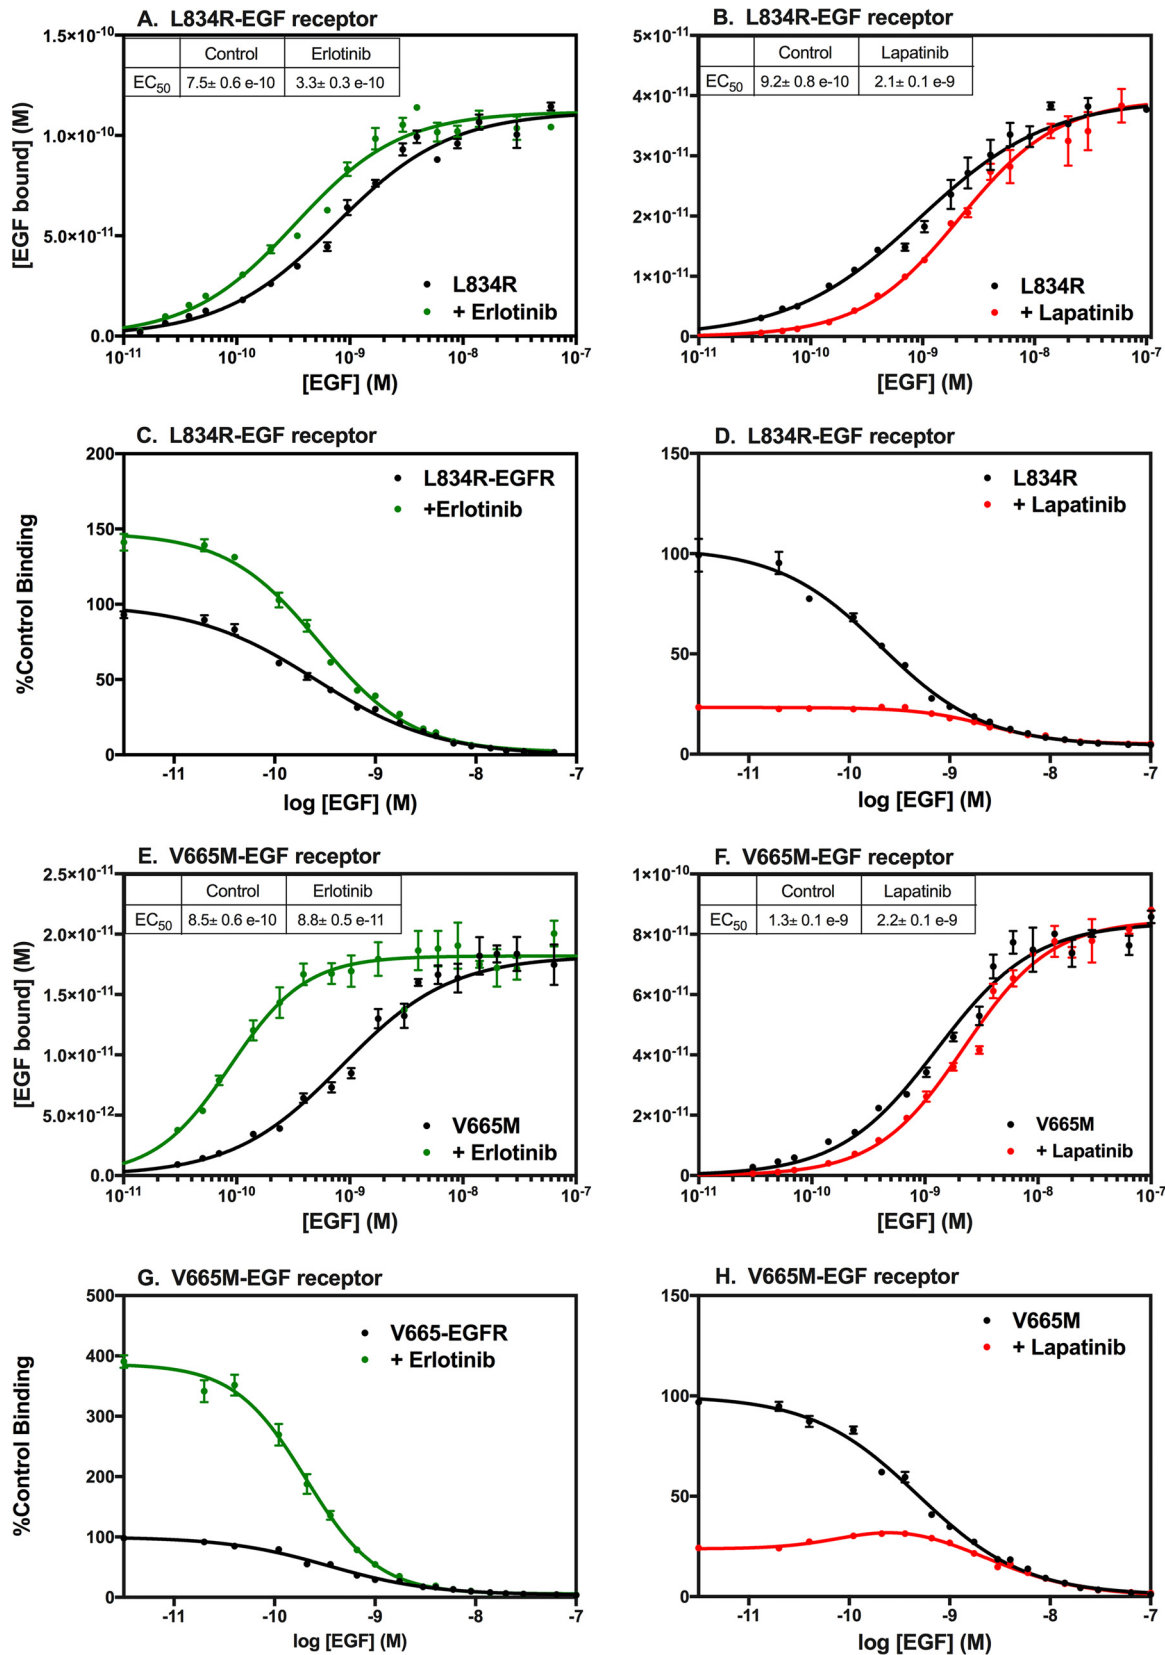 A. L834R-EGF receptor
1.5×10-10
Control Erlotinib
EC50 7.5± 0.6 e-10 3.3± 0.3 e-10
1.0×10-10
5.0×10-11
0.0
[EGF bound] (M)
L834R
+ Erlotinib
10-11 10-10 10-9 10-8 10-7
[EGF] (M)
B. L834R-EGF receptor
5×10-11
Control Lapatinib
EC50 9.2± 0.8 e-10 2.1± 0.1 e-9
4×10-11
3×10-11
2×10-11
1×10-11
0
L834R
+ Lapatinib
10-11 10-10 10-9 10-8 10-7
[EGF] (M)
C. L834R-EGF receptor
200
150
100
50
0
%Control Binding
L834R-EGFR
+Erlotinib
-11 -10 -9 -8 -7
log [EGF] (M)
D. L834R-EGF receptor
150
100
50
0
L834R
+ Lapatinib
-11 -10 -9 -8 -7
log [EGF] (M)
E. V665M-EGF receptor
2.5×10-11
Control Erlotinib
EC50 8.5± 0.6 e-10 8.8± 0.5 e-11
2.0×10-11
1.5×10-11
1.0×10-11
5.0×10-12
0.0
[EGF bound] (M)
V665M
+ Erlotinib
10-11 10-10 10-9 10-8 10-7
[EGF] (M)
F. V665M-EGF receptor
1×10-10
Control Lapatinib
EC50 1.3± 0.1 e-9 2.2± 0.1 e-9
8×10-11
6×10-11
4×10-11
2×10-11
0
V665M
+ Lapatinib
10-11 10-10 10-9 10-8 10-7
[EGF] (M)
G. V665M-EGF receptor
500
400
300
200
100
0
%Control Binding
V665-EGFR
+ Erlotinib
-11 -10 -9 -8 -7
log [EGF] (M)
H. V665M-EGF receptor
150
100
50
0
V665M
+ Lapatinib
-11 -10 -9 -8 -7
log [EGF] (M)